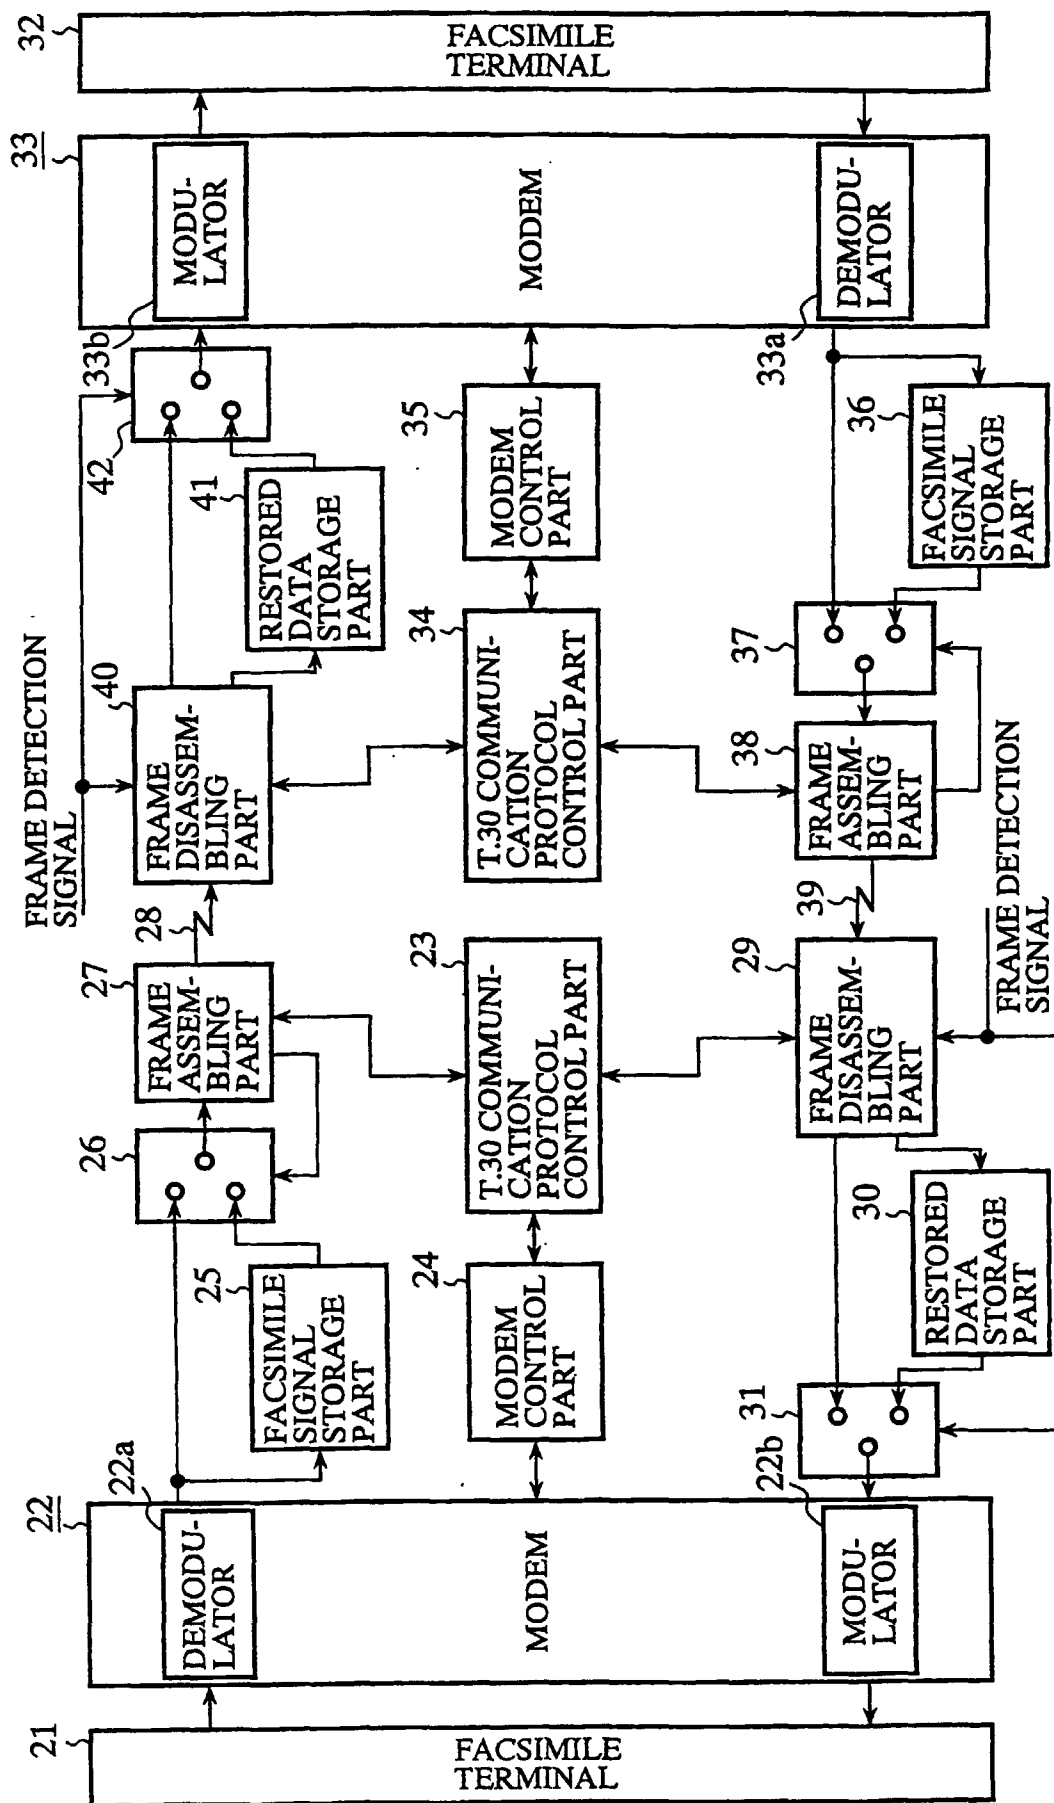 21
FACSIMILE
TERMINAL
22
22a
DEMODU-
LATOR
MODEM
22b
MODU-
LATOR
25
FACSIMILE
SIGNAL
STORAGE
PART
26
27
FRAME
ASSEM-
BLING
PART
28
24
MODEM
CONTROL
PART
23
T.30 COMMUNI-
CATION
PROTOCOL
CONTROL PART
31
30
RESTORED
DATA
STORAGE
PART
29
FRAME
DISASSEM-
BLING
PART
FRAME DETECTION
SIGNAL
39
FRAME DETECTION
SIGNAL
40
FRAME
DISASSEM-
BLING
PART
41
RESTORED
DATA
STORAGE
PART
42
34
T.30 COMMUNI-
CATION
PROTOCOL
CONTROL PART
35
MODEM
CONTROL
PART
38
FRAME
ASSEM-
BLING
PART
37
36
FACSIMILE
SIGNAL
STORAGE
PART
33
33b
MODU-
LATOR
MODEM
33a
DEMODU-
LATOR
32
FACSIMILE
TERMINAL